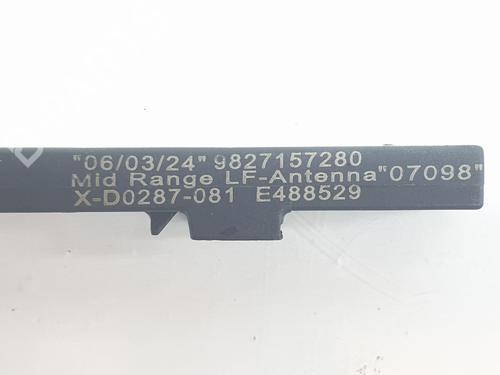 "06/03/24" 9827157280
Mid Range LF-Antenna "07098"
X-D0287-081 E488529